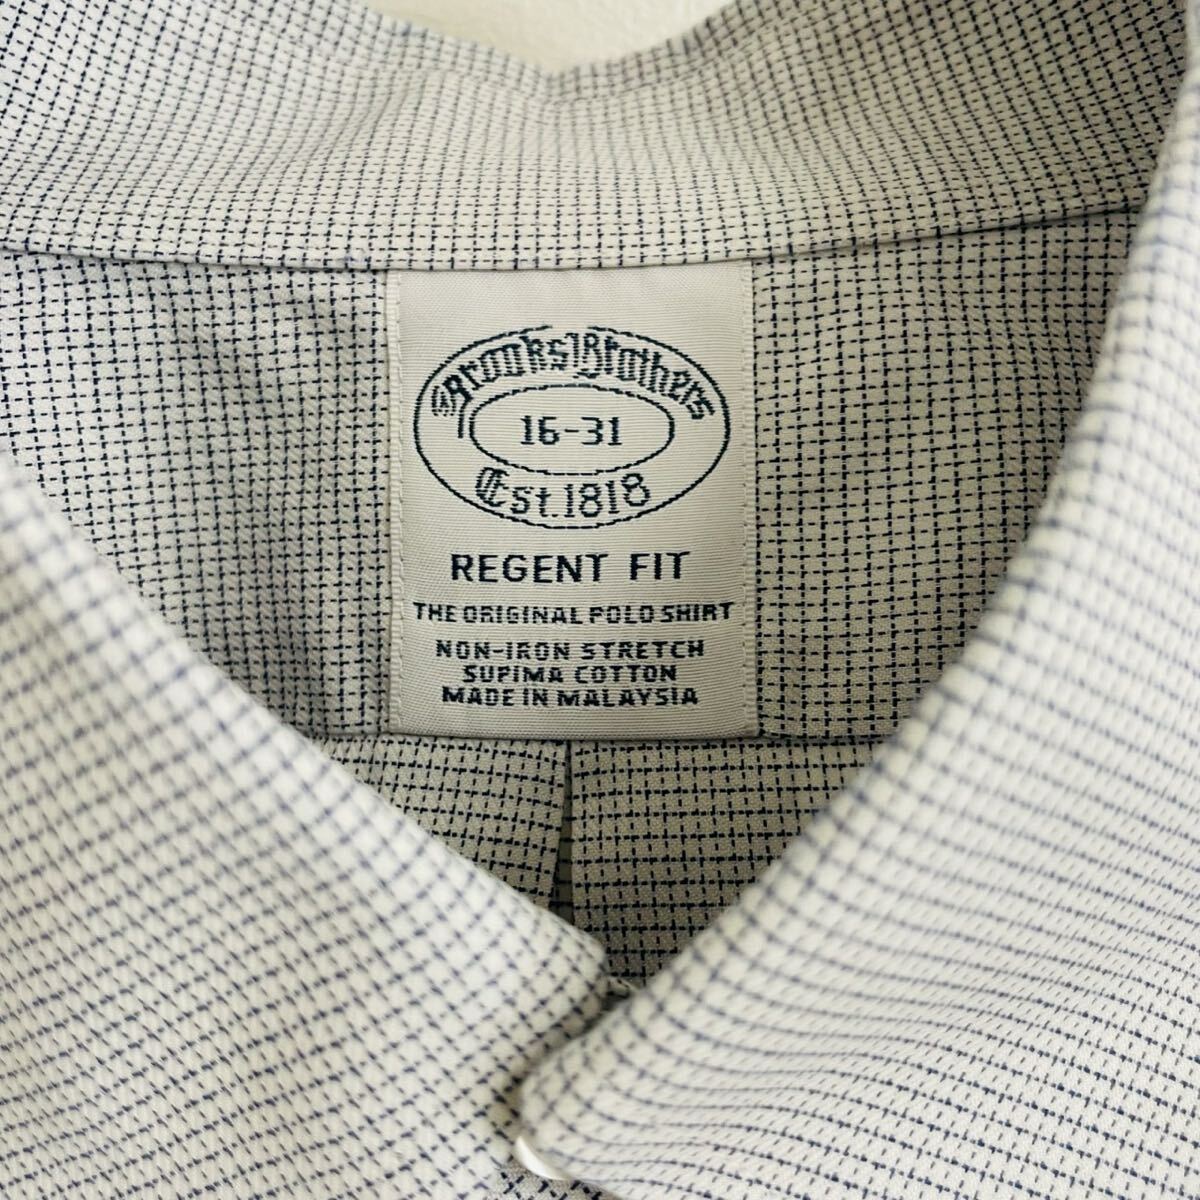 Brooks Brothers
16-31
Est. 1818
REGENT FIT
THE ORIGINAL POLO SHIRT
NON-IRON STRETCH
SUPIMA COTTON
MADE IN MALAYSIA